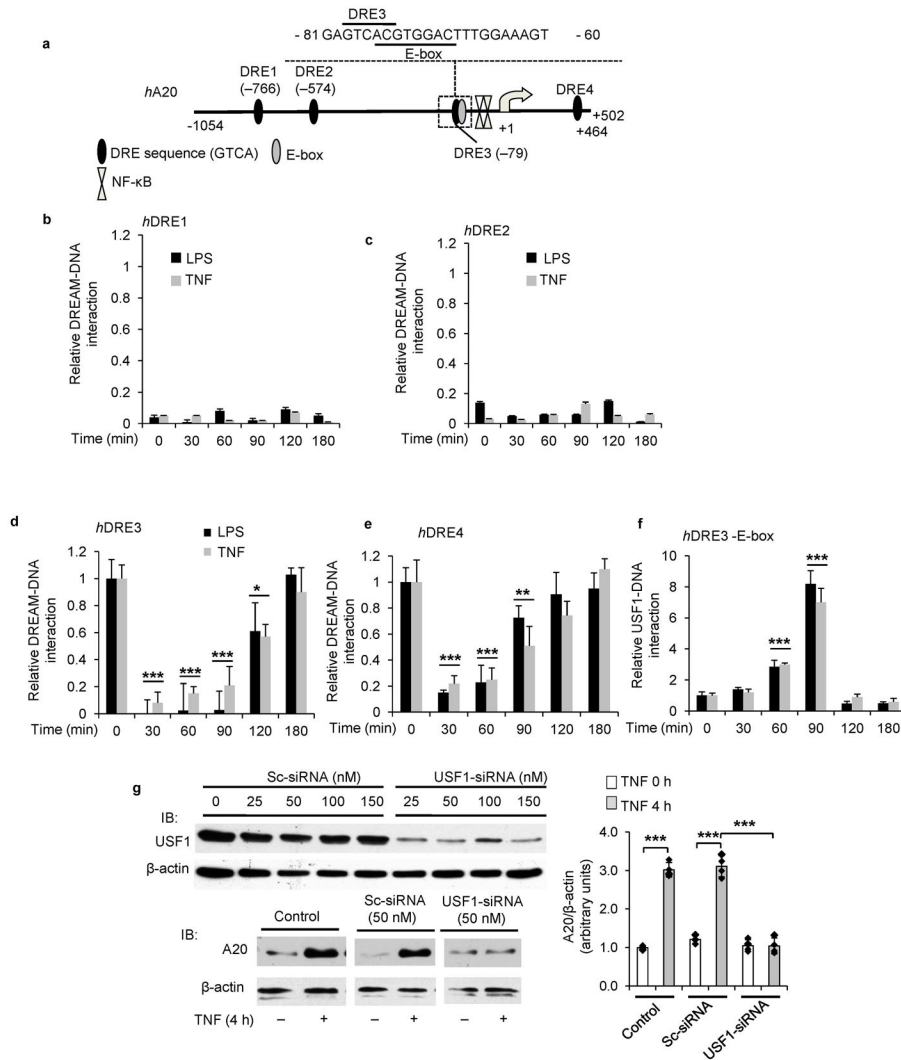 DRE3
a
- 81GAGTCACGTGGACTTTGGAAAGT - 60
E-box
DRE1 DRE2 DRE4
hA20 (–766) (–574)
-1054 +1 +502
+464
DRE3 (–79)
DRE sequence (GTCA) E-box
NF-κB
b hDRE1
1.2
1
0.8
0.6
0.4
0.2
0
Relative DREAM-DNA
interaction
LPS
TNF
Time (min) 0 30 60 90 120 180
c hDRE2
1.2
1
0.8
0.6
0.4
0.2
0
Relative DREAM-DNA
interaction
LPS
TNF
Time (min) 0 30 60 90 120 180
d hDRE3
1.2
1
0.8
0.6
0.4
0.2
0
Relative DREAM-DNA
interaction
LPS
TNF
*** *** *** *
Time (min) 0 30 60 90 120 180
e hDRE4
1.2
1
0.8
0.6
0.4
0.2
0
Relative DREAM-DNA
interaction
*** *** **
Time (min) 0 30 60 90 120 180
f hDRE3 -E-box
10
8
6
4
2
0
Relative USF1-DNA
interaction
*** ***
Time (min) 0 30 60 90 120 180
g Sc-siRNA (nM) USF1-siRNA (nM)
0 25 50 100 150 25 50 100 150
IB:
USF1
β-actin
Control Sc-siRNA (50 nM) USF1-siRNA (50 nM)
IB:
A20
β-actin
TNF (4 h) – + – + – +
TNF 0 h
TNF 4 h
4.0
3.0
2.0
1.0
0
A20/β-actin
(arbitrary units)
*** *** ***
Control Sc-siRNA USF1-siRNA